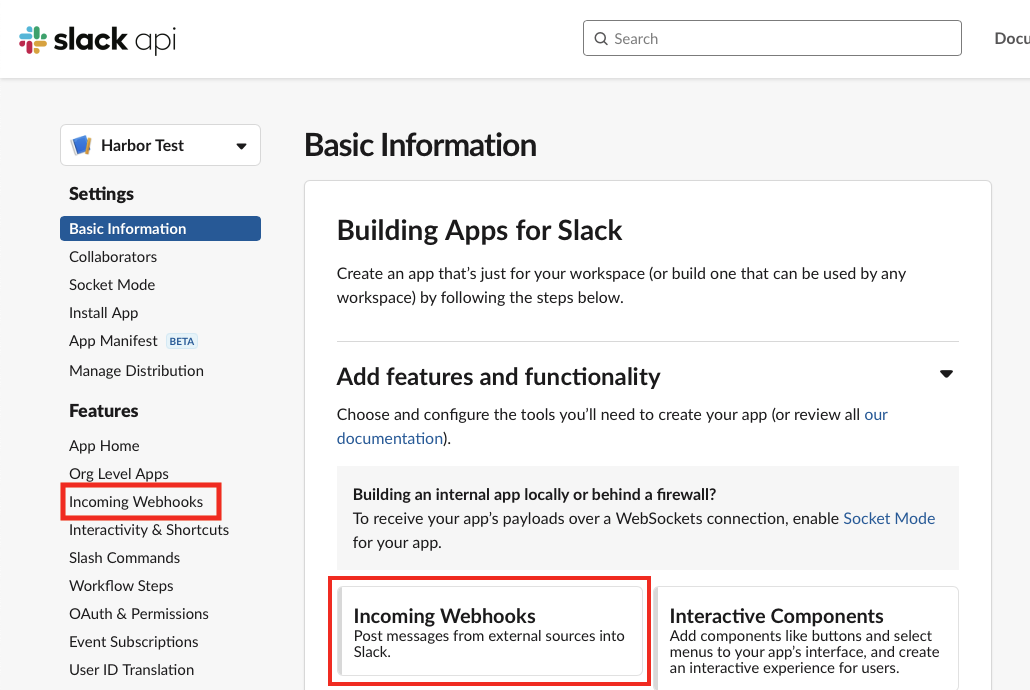 slack api
Search
Docu
Harbor Test
Settings
Basic Information
Collaborators
Socket Mode
Install App
App Manifest BETA
Manage Distribution
Features
App Home
Org Level Apps
Incoming Webhooks
Interactivity & Shortcuts
Slash Commands
Workflow Steps
OAuth & Permissions
Event Subscriptions
User ID Translation
Basic Information
Building Apps for Slack
Create an app that's just for your workspace (or build one that can be used by any
workspace) by following the steps below.
Add features and functionality
Choose and configure the tools you'll need to create your app (or review all our
documentation).
Building an internal app locally or behind a firewall?
To receive your app's payloads over a WebSockets connection, enable Socket Mode
for your app.
Incoming Webhooks
Post messages from external sources into
Slack.
Interactive Components
Add components like buttons and select
menus to your app's interface, and create
an interactive experience for users.